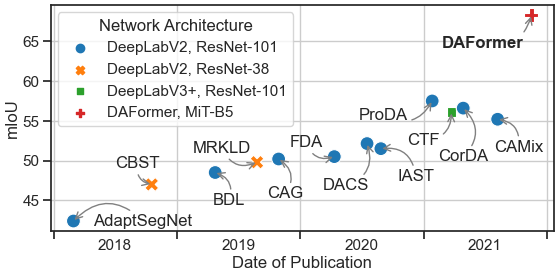 Network Architecture
DeepLabV2, ResNet-101
DeepLabV2, ResNet-38
DeepLabV3+, ResNet-101
DAFormer, MiT-B5
mIoU
65
60
55
50
45
DAFormer
ProDA
CTF
CorDA
CAMix
FDA
MRKLD
CBST
IAST
DACS
CAG
BDL
AdaptSegNet
2018 2019 2020 2021
Date of Publication